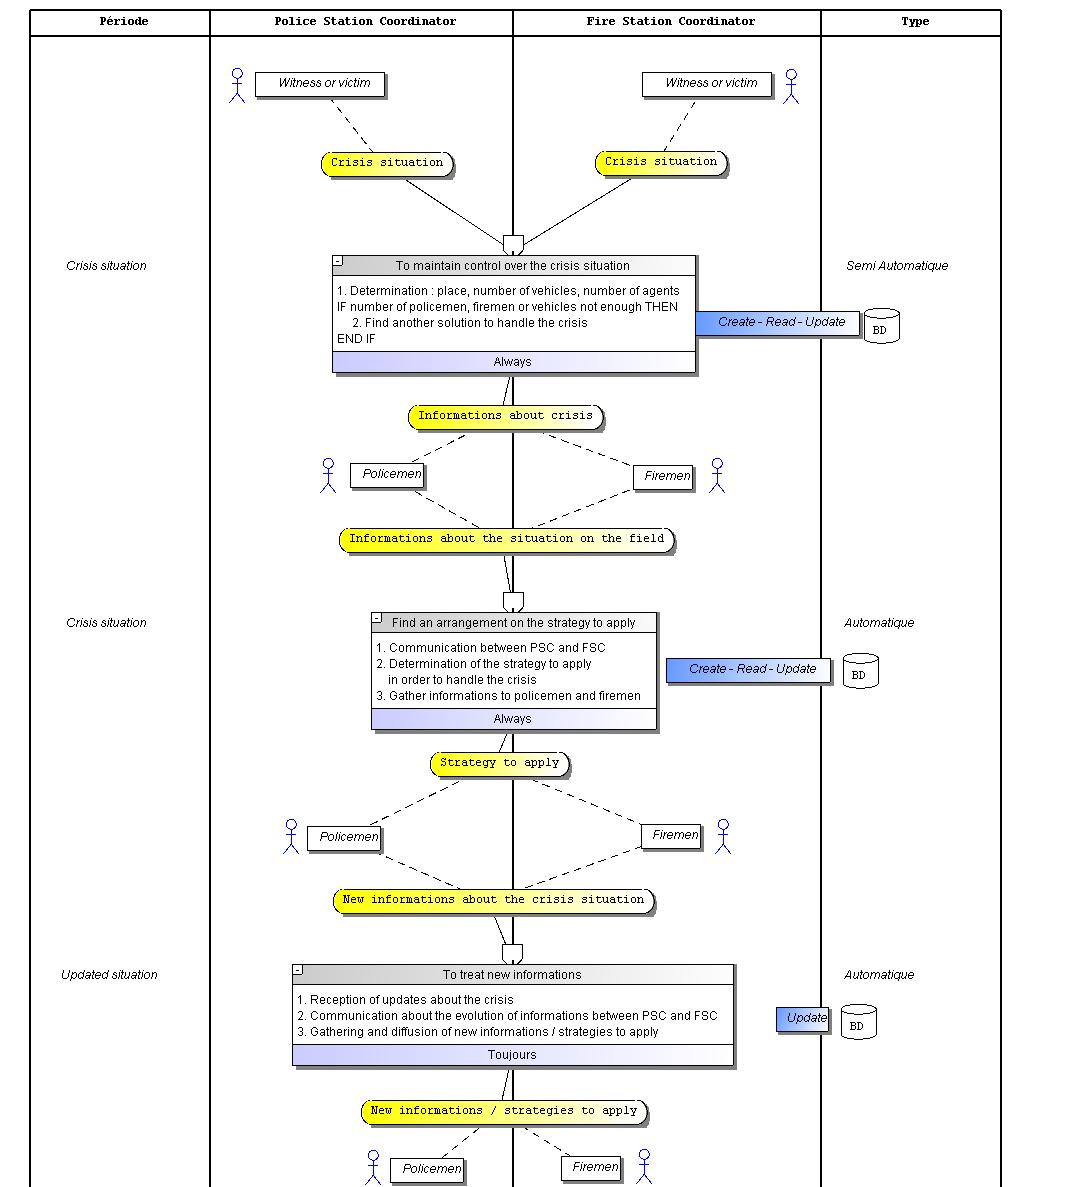 Période
Police Station Coordinator
Fire Station Coordinator
Type
Witness or victim
Witness or victim
Crisis situation
Crisis situation
Crisis situation
To maintain control over the crisis situation
Semi Automatique
1. Determination : place, number of vehicles, number of agents
IF number of policemen, firemen or vehicles not enough THEN
2. Find another solution to handle the crisis
END IF
Create - Read - Update
BD
Always
Informations about crisis
Policemen
Firemen
Informations about the situation on the field
Crisis situation
Find an arrangement on the strategy to apply
Automatique
1. Communication between PSC and FSC
2. Determination of the strategy to apply
in order to handle the crisis
3. Gather informations to policemen and firemen
Create - Read - Update
BD
Always
Strategy to apply
Policemen
Firemen
New informations about the crisis situation
Updated situation
To treat new informations
Automatique
1. Reception of updates about the crisis
2. Communication about the evolution of informations between PSC and FSC
3. Gathering and diffusion of new informations / strategies to apply
Update
BD
Toujours
New informations / strategies to apply
Policemen
Firemen